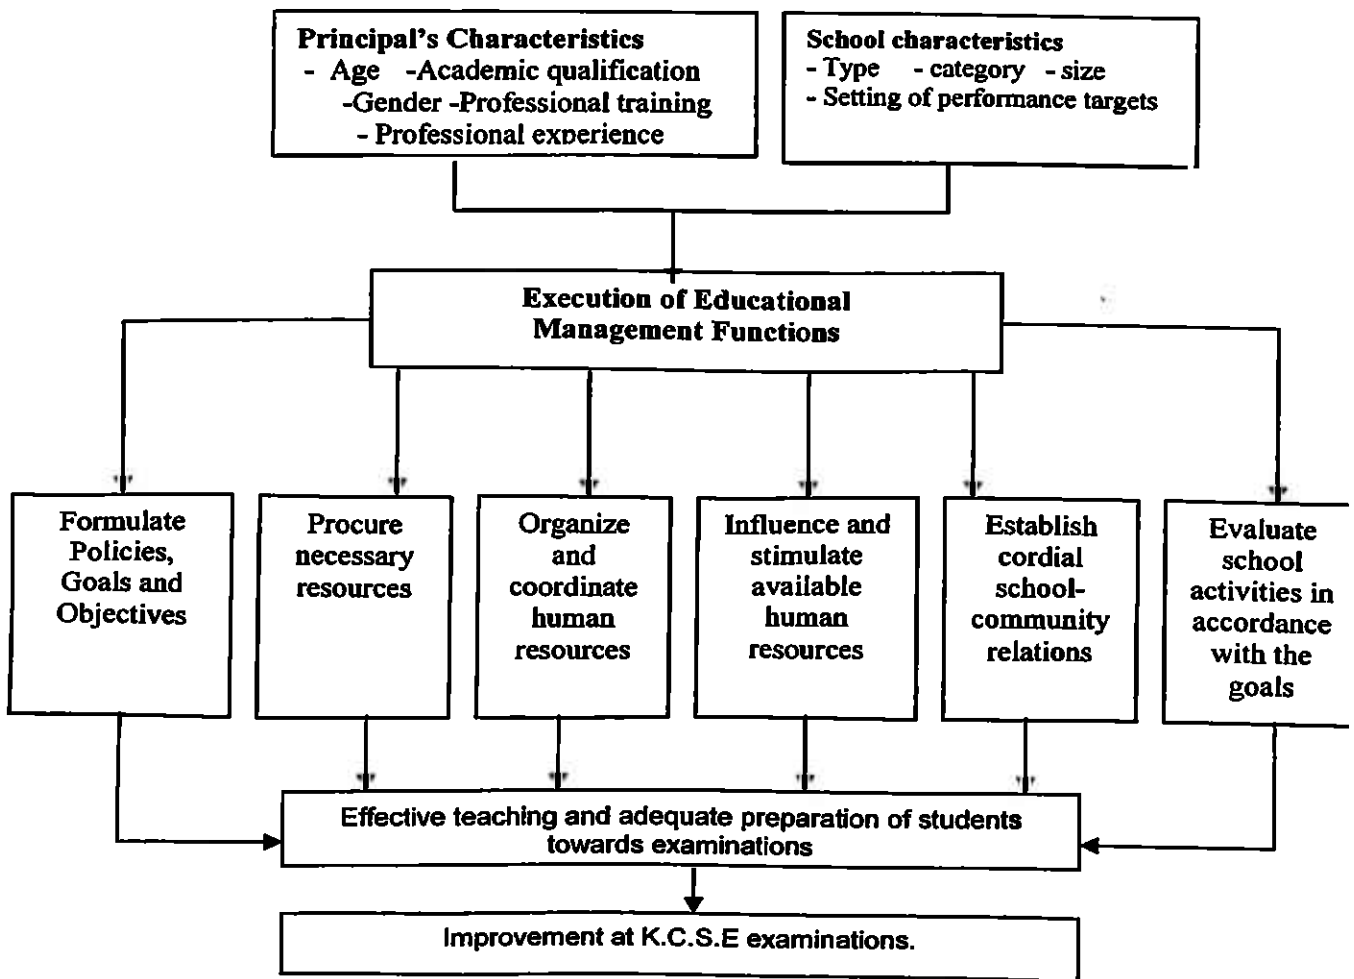 Principal's Characteristics
- Age -Academic qualification
-Gender -Professional training
- Professional experience
School characteristics
- Type - category - size
- Setting of performance targets
Execution of Educational
Management Functions
Formulate
Policies,
Goals and
Objectives
Procure
necessary
resources
Organize
and
coordinate
human
resources
Influence and
stimulate
available
human
resources
Establish
cordial
school-
community
relations
Evaluate
school
activities in
accordance
with the
goals
Effective teaching and adequate preparation of students
towards examinations
Improvement at K.C.S.E examinations.